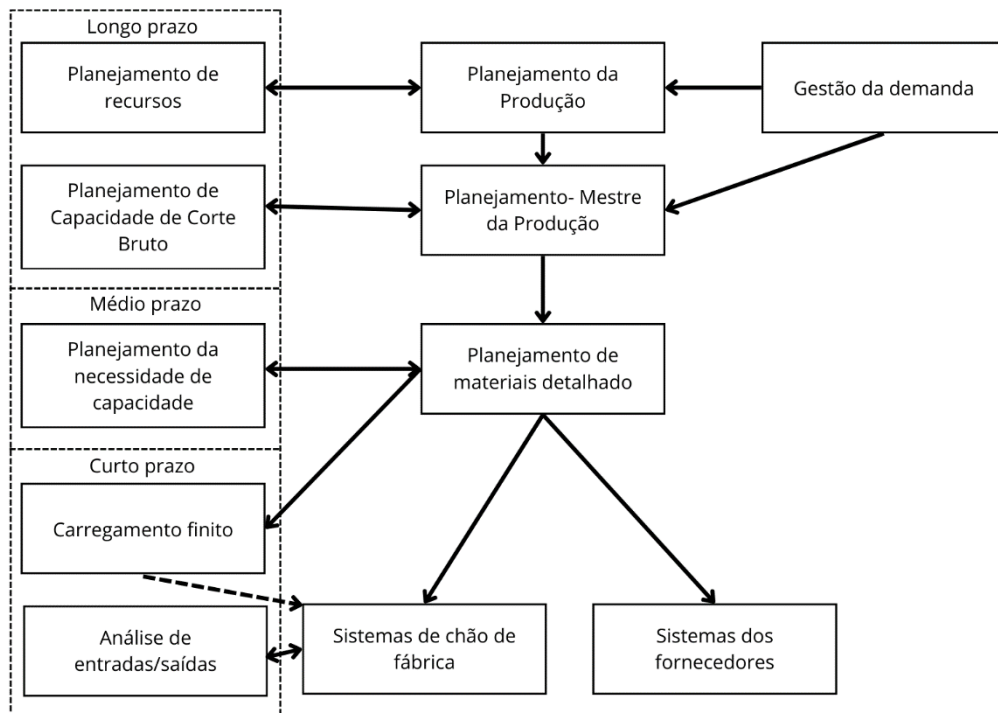 Longo prazo
Planejamento de
recursos
Planejamento da
Produção
Gestão da demanda
Planejamento de
Capacidade de Corte
Bruto
Planejamento- Mestre
da Produção
Médio prazo
Planejamento da
necessidade de
capacidade
Planejamento de
materiais detalhado
Curto prazo
Carregamento finito
Análise de
entradas/saídas
Sistemas de chão de
fábrica
Sistemas dos
fornecedores